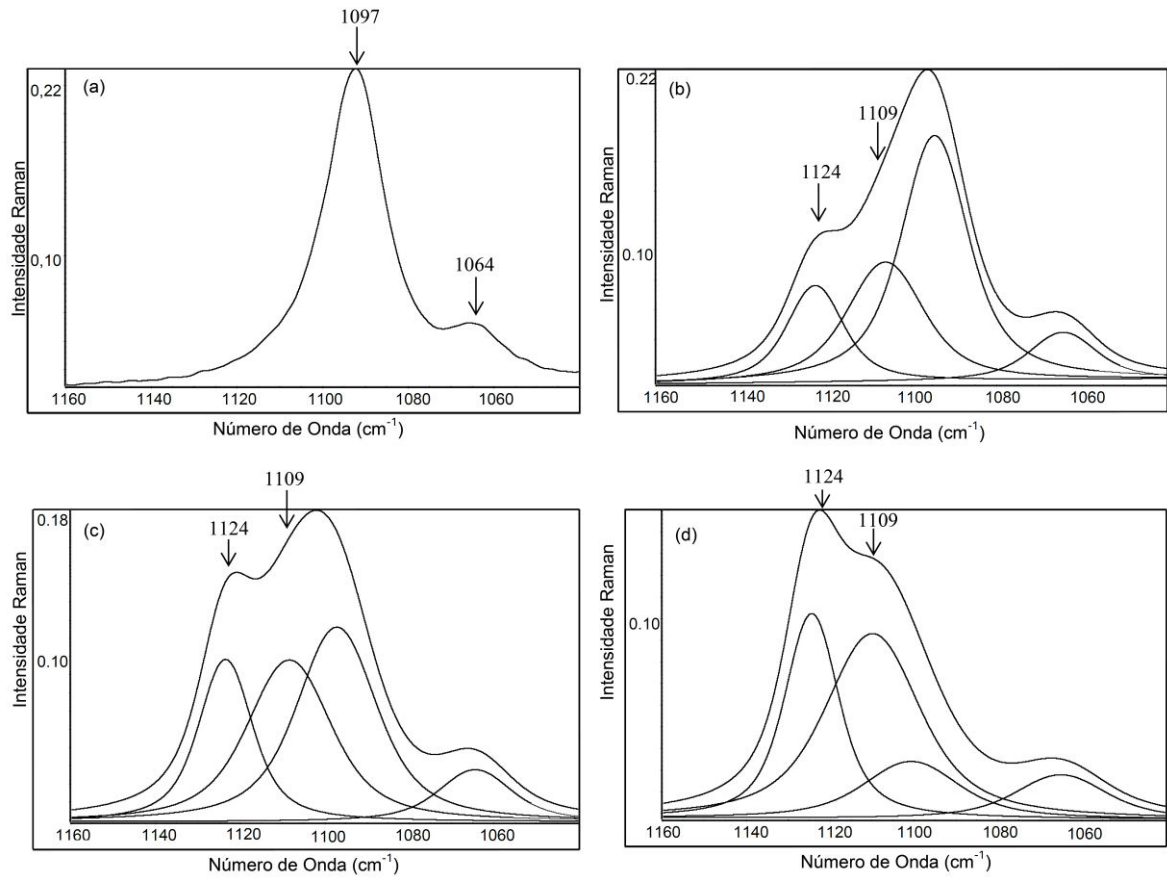 1097
(a)
0,22
1064
0,10
Intensidade Raman
1160 1140 1120 1090 1060
Número de Onda (cm⁻¹)
(b)
0.22
1109
1124
0.10
Intensidade Raman
1160 1140 1120 1100 1080 1060
Número de Onda (cm⁻¹)
(c)
0.18
1109
1124
0.10
Intensidade Raman
1160 1140 1120 1100 1080 1060
Número de Onda (cm⁻¹)
(d)
1124
1109
0.10
Intensidade Raman
1160 1140 1120 1100 1080 1060
Número de Onda (cm⁻¹)